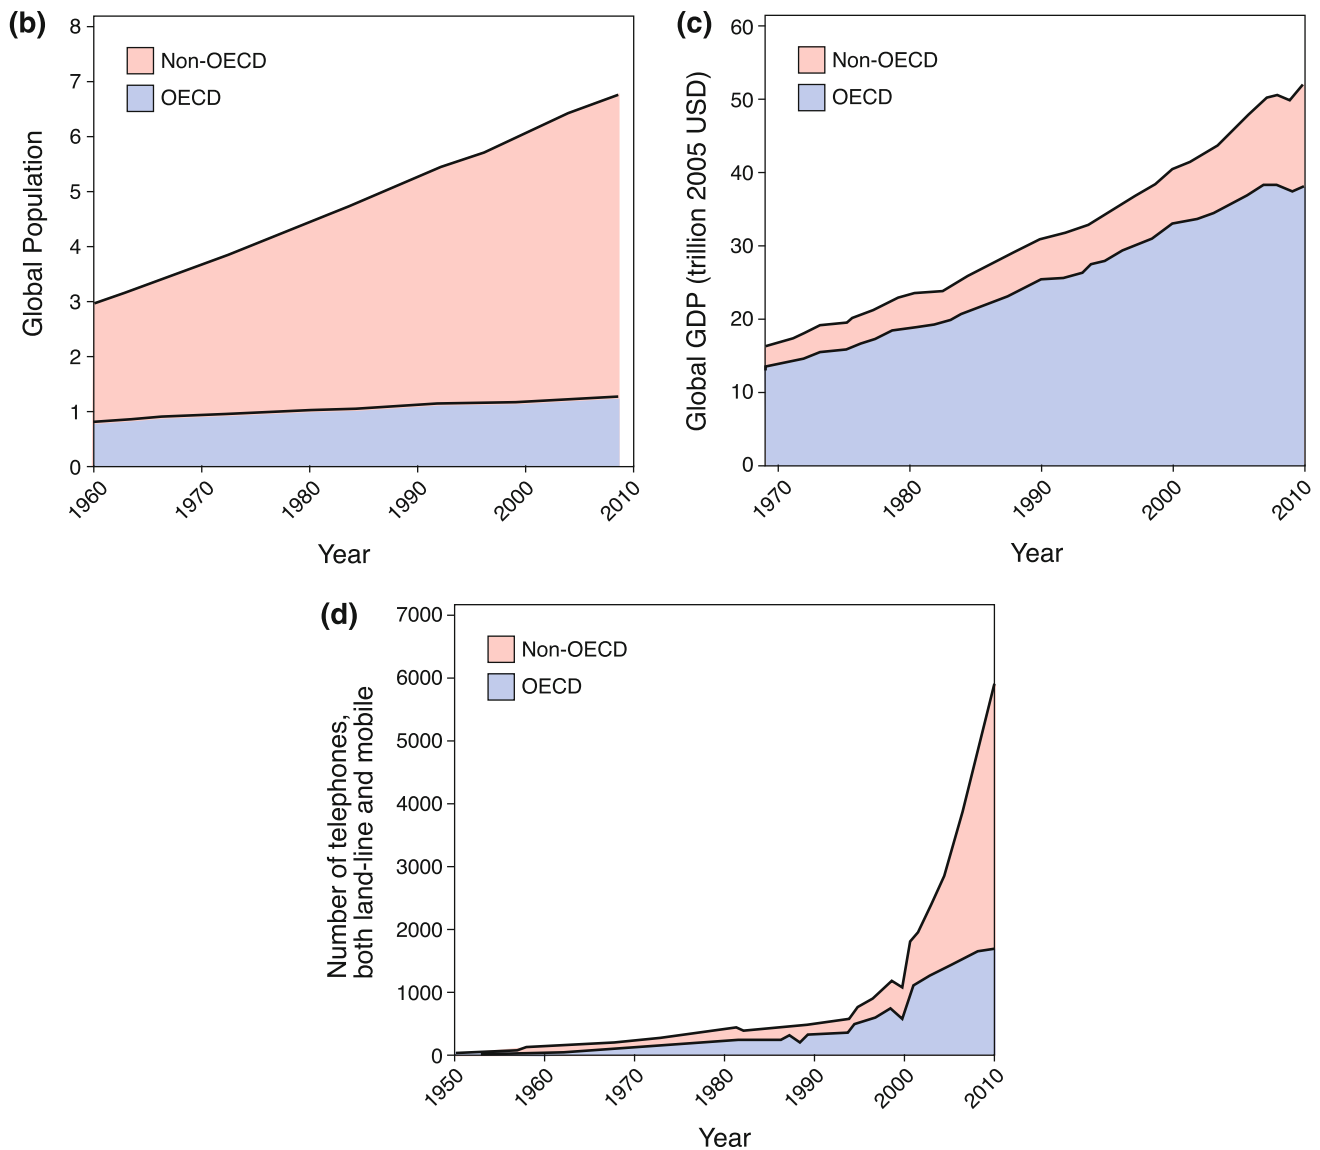 (b)
8
7
6
5
4
3
2
1
0
Global Population
Non-OECD
OECD
1960
1970
1980
1990
2000
2010
Year
(c)
60
50
40
30
20
10
0
Global GDP (trillion 2005 USD)
Non-OECD
OECD
1970
1980
1990
2000
2010
Year
(d)
7000
6000
5000
4000
3000
2000
1000
0
Number of telephones,
both land-line and mobile
Non-OECD
OECD
1950
1960
1970
1980
1990
2000
2010
Year